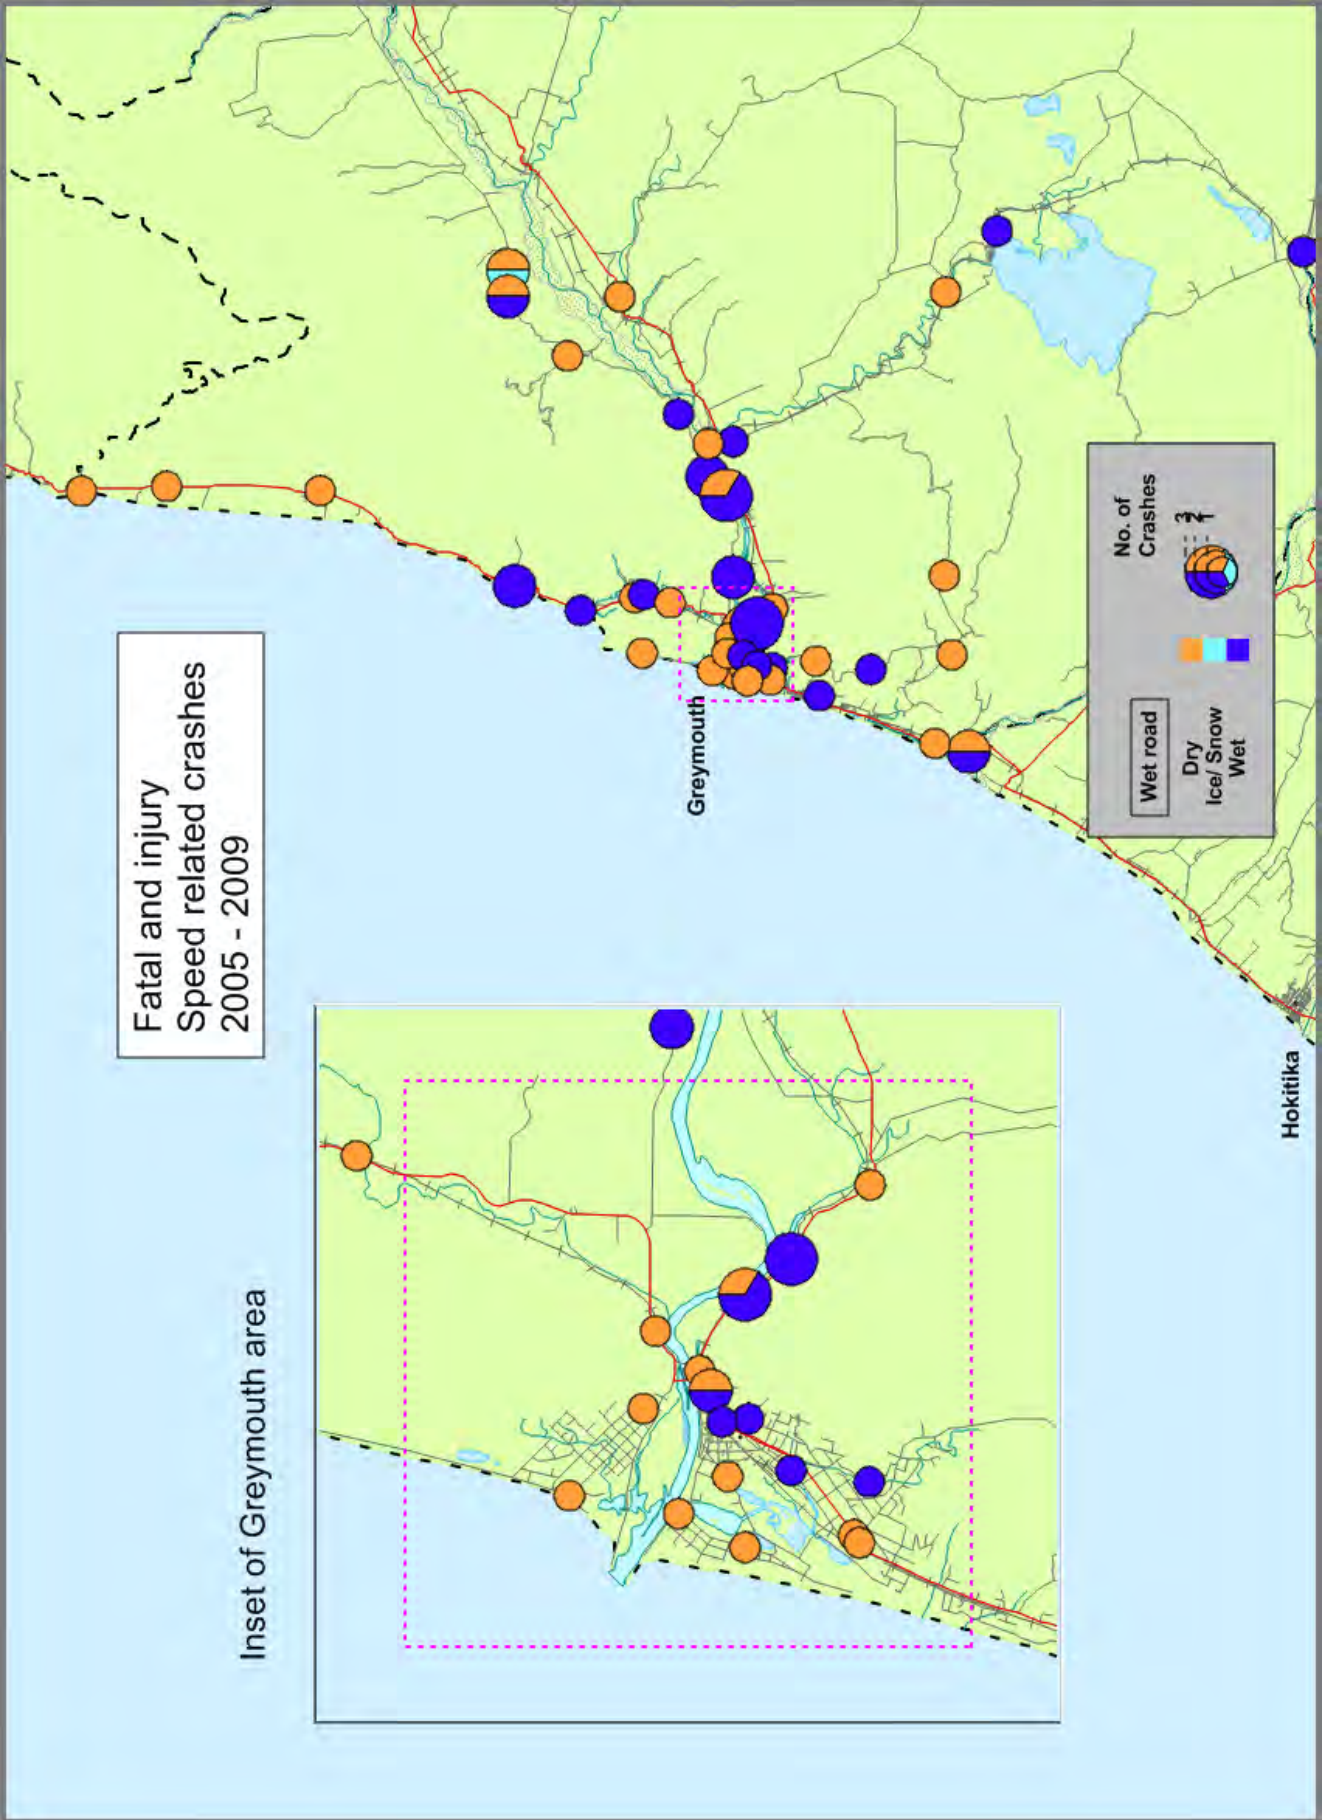 Fatal and injury
Speed related crashes
2005 - 2009
Inset of Greymouth area
Greymouth
Hokitika
Wet road
Dry
Ice/ Snow
Wet
No. of
Crashes
3
2
1